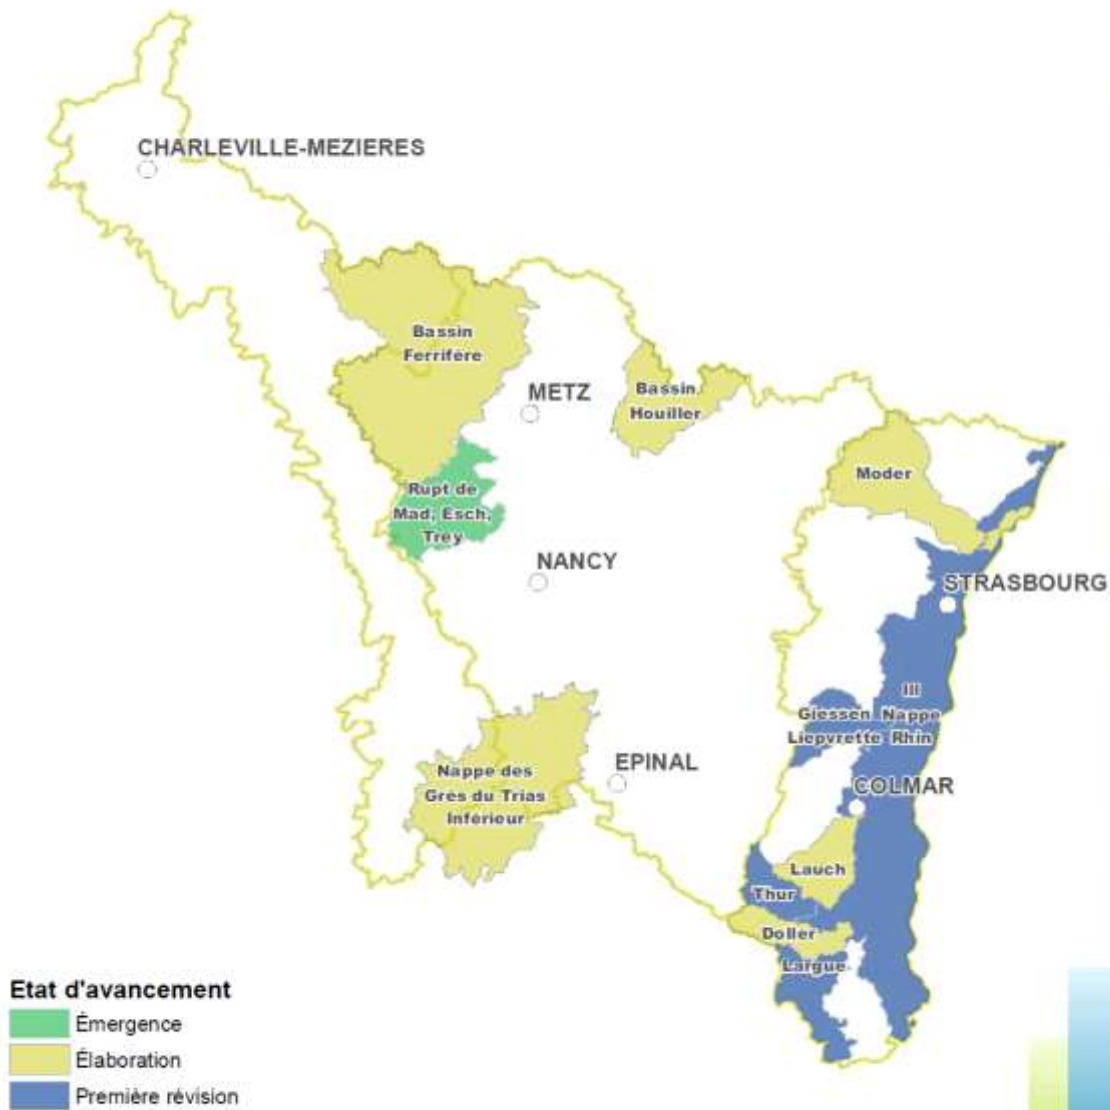 CHARLEVILLE-MEZIERES
Bassin
Ferrifère
METZ
Bassin
Houiller
Moder
Rupt de
Mad, Esch,
Trey
NANCY
STRASBOURG
Ill
Nappe
Rhin
Giessen
Liepvrette
EPINAL
Nappe des
Grès du Trias
Inférieur
COLMAR
Lauch
Thur
Doller
Largue
Etat d'avancement
Émergence
Élaboration
Première révision